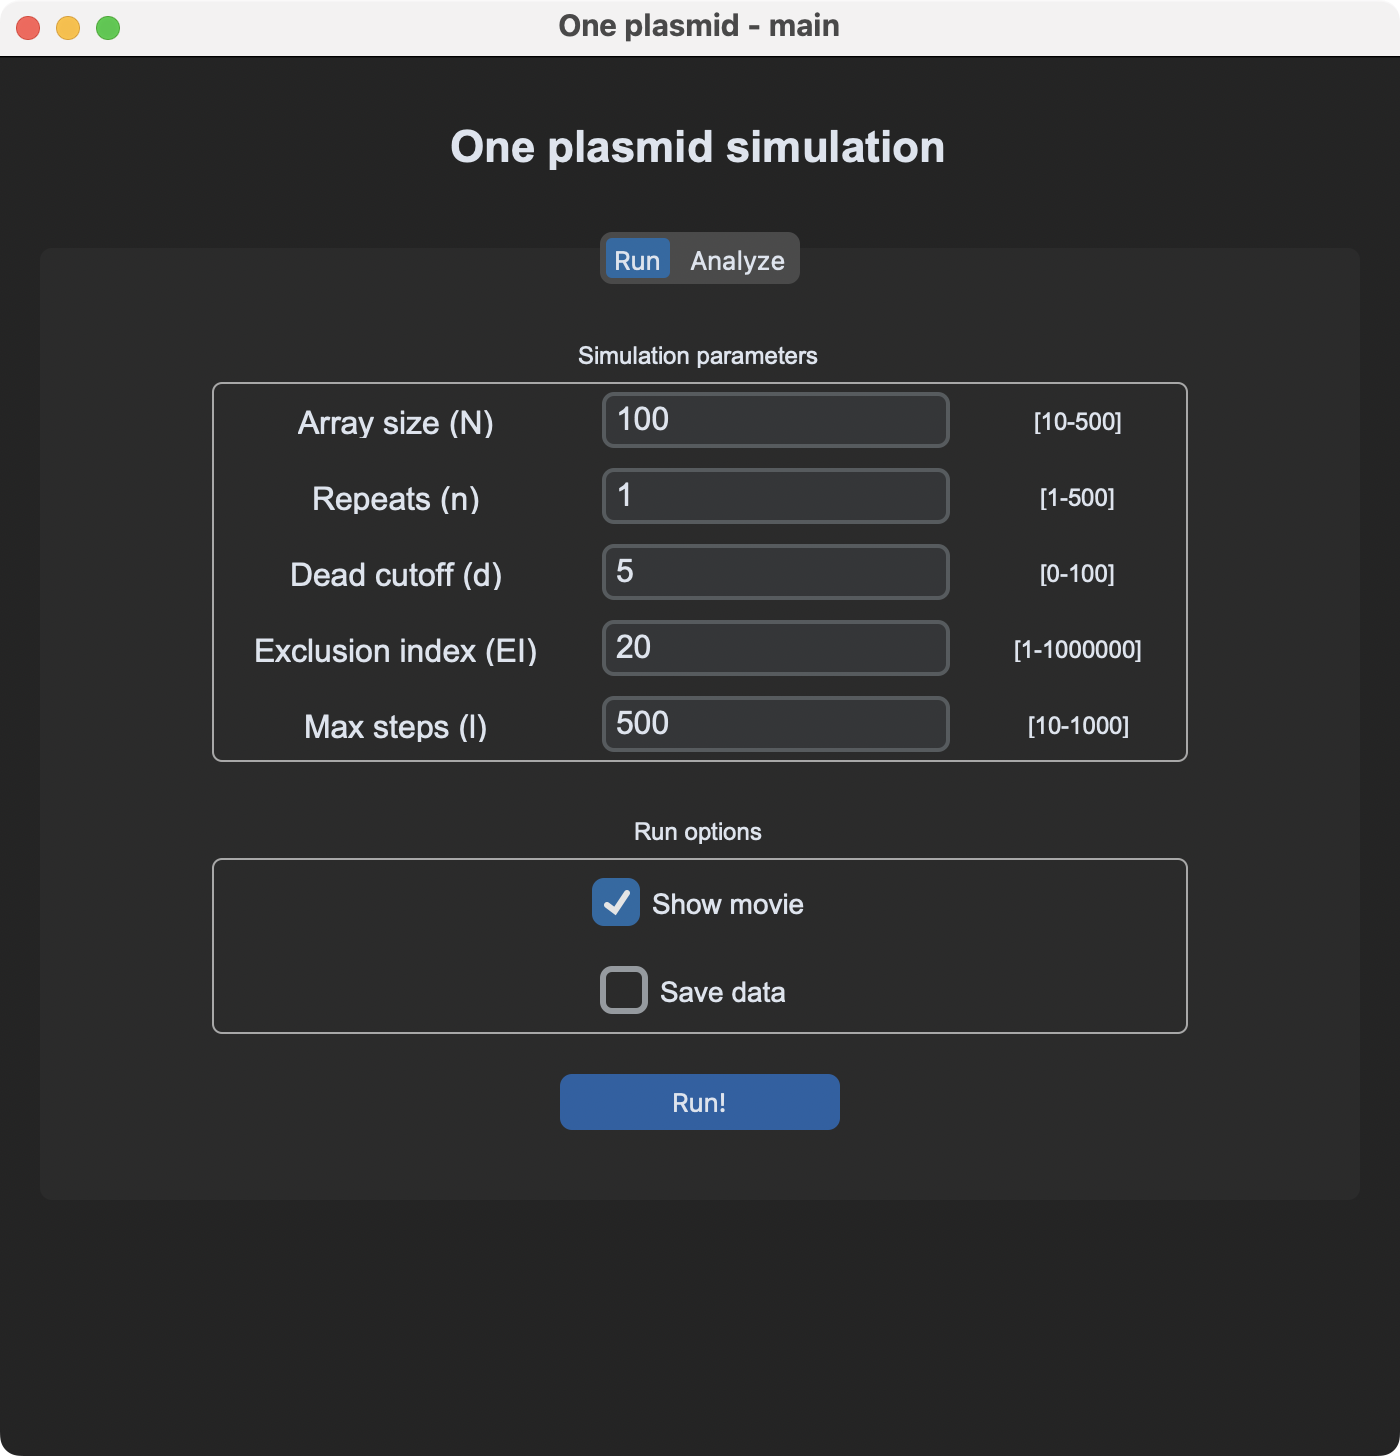 One plasmid - main
One plasmid simulation
Run Analyze
Simulation parameters
Array size (N) 100 [10-500]
Repeats (n) 1 [1-500]
Dead cutoff (d) 5 [0-100]
Exclusion index (EI) 20 [1-1000000]
Max steps (l) 500 [10-1000]
Run options
Show movie
Save data
Run!